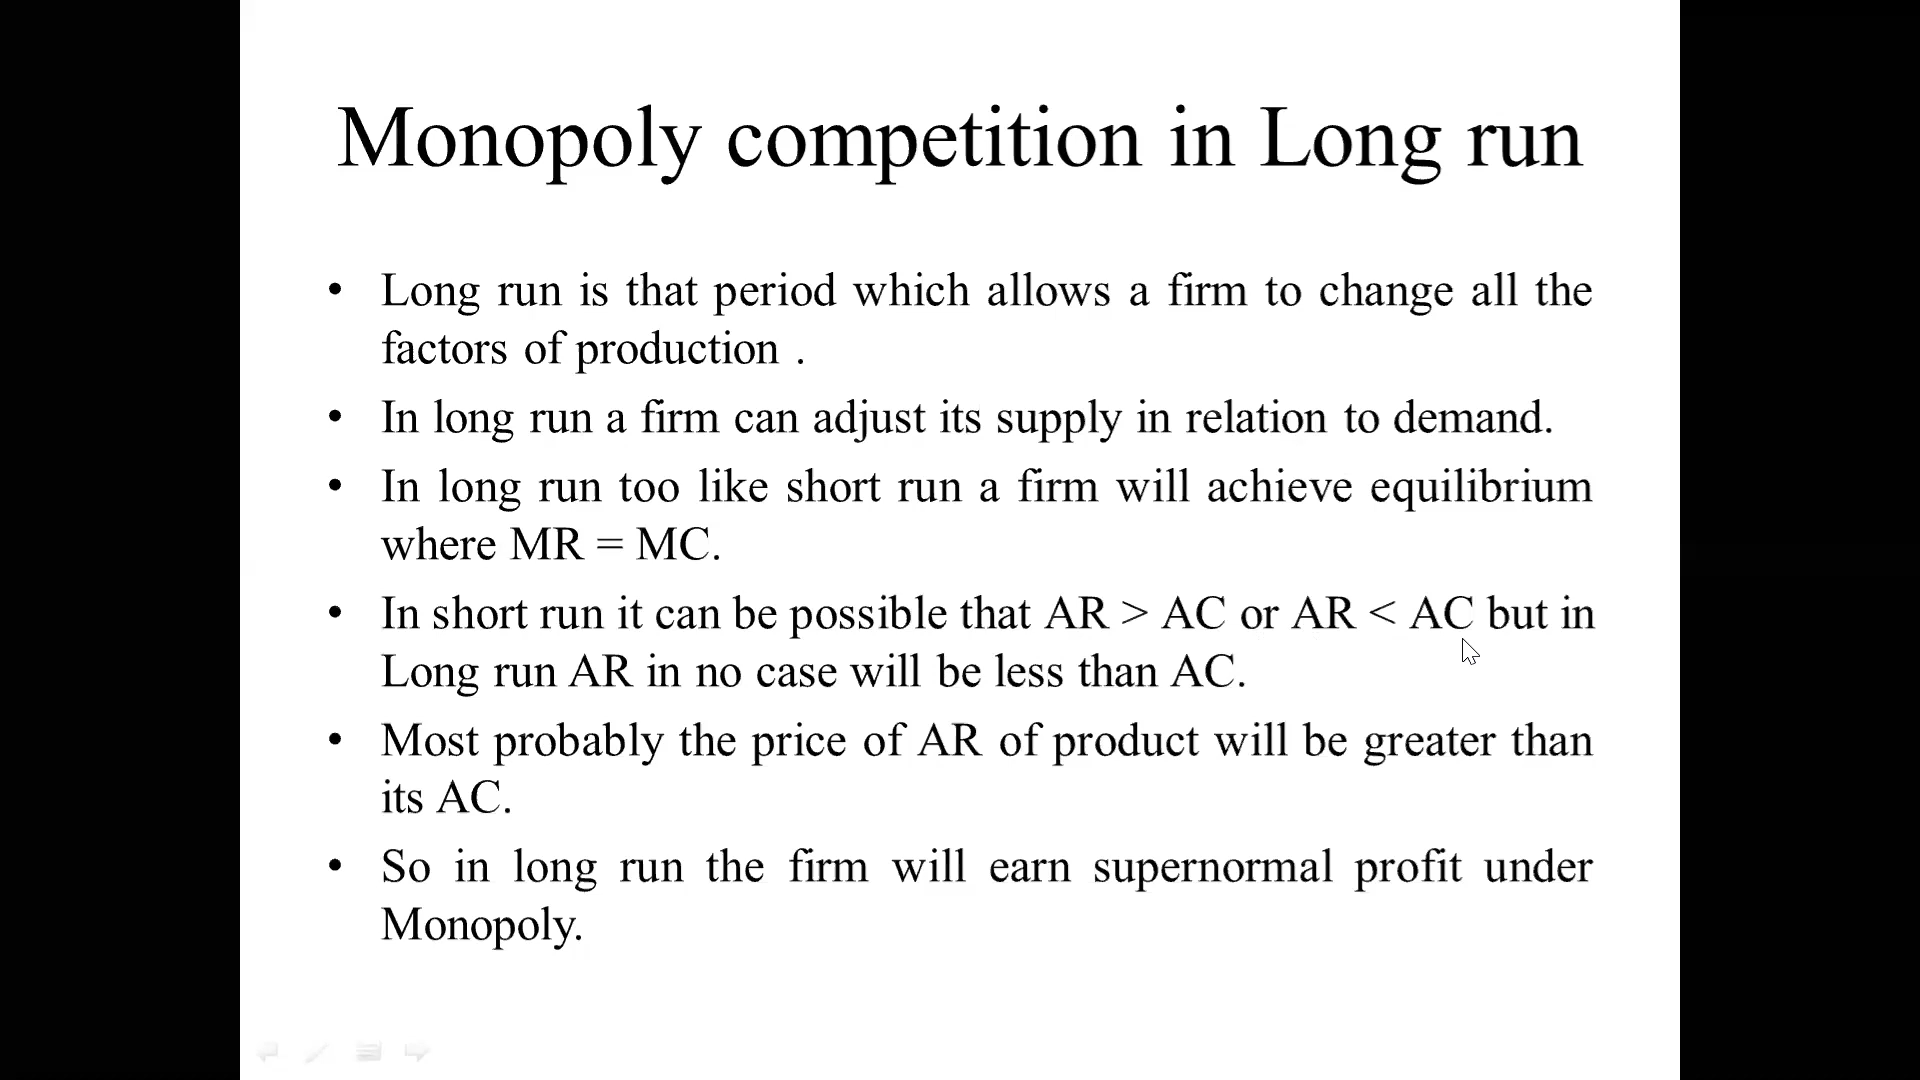 Monopoly competition in Long run
• Long run is that period which allows a firm to change all the
factors of production .
• In long run a firm can adjust its supply in relation to demand.
• In long run too like short run a firm will achieve equilibrium
where MR = MC.
• In short run it can be possible that AR > AC or AR < AC but in
Long run AR in no case will be less than AC.
• Most probably the price of AR of product will be greater than
its AC.
• So in long run the firm will earn supernormal profit under
Monopoly.